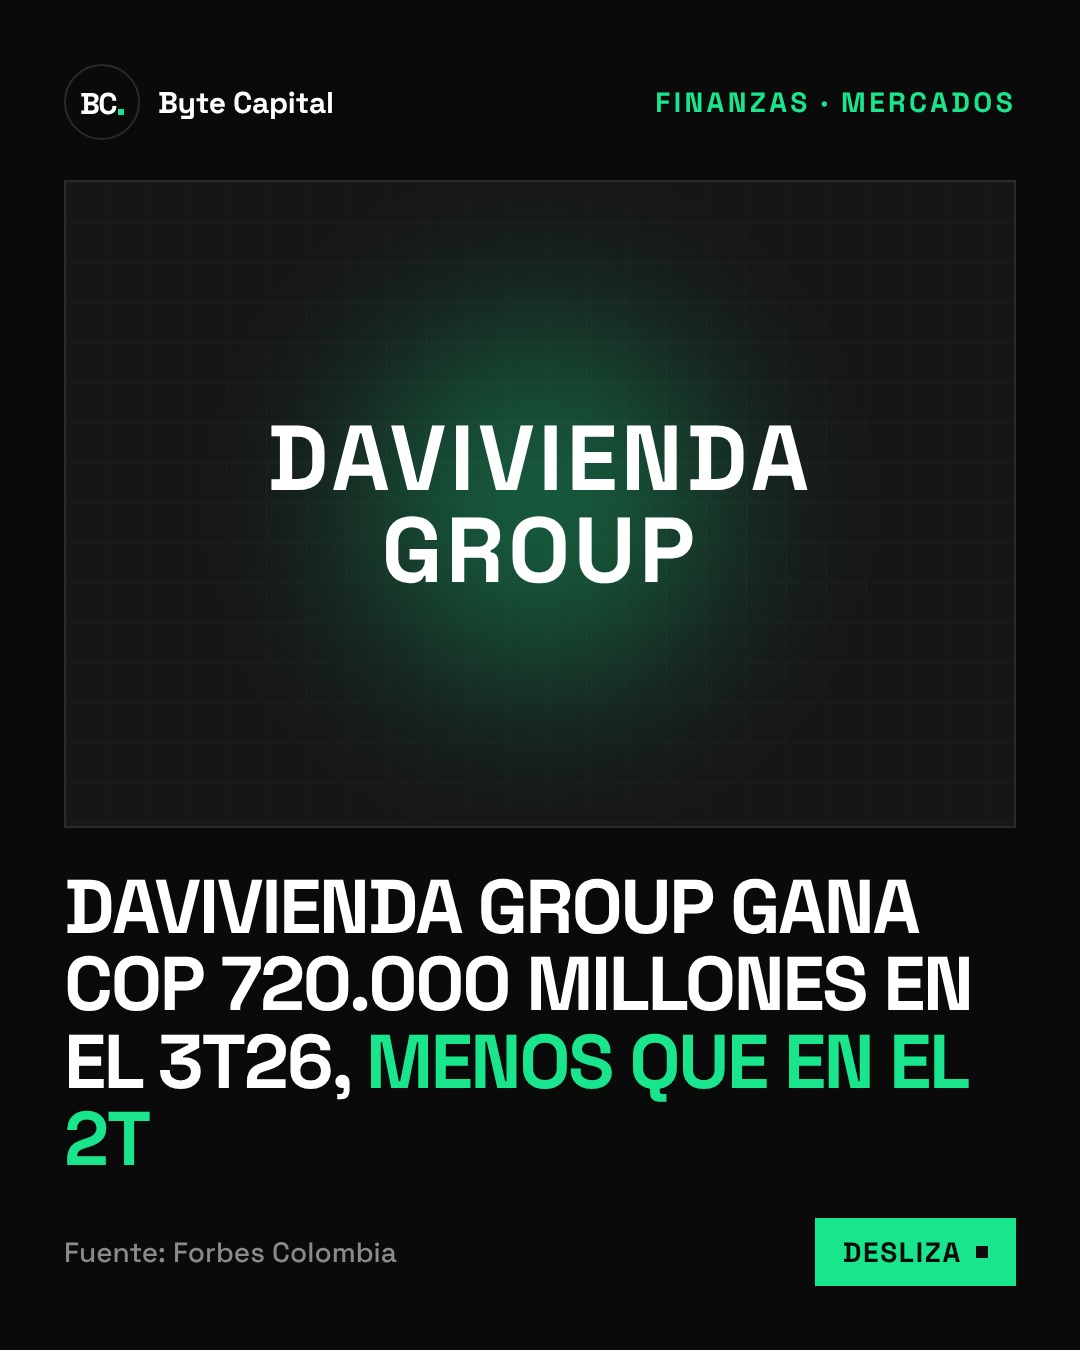 BC.
Byte Capital
FINANZAS · MERCADOS
DAVIVIENDA
GROUP
DAVIVIENDA GROUP GANA
COP 720.000 MILLONES EN
EL 3T26, MENOS QUE EN EL
2T
Fuente: Forbes Colombia
DESLIZA